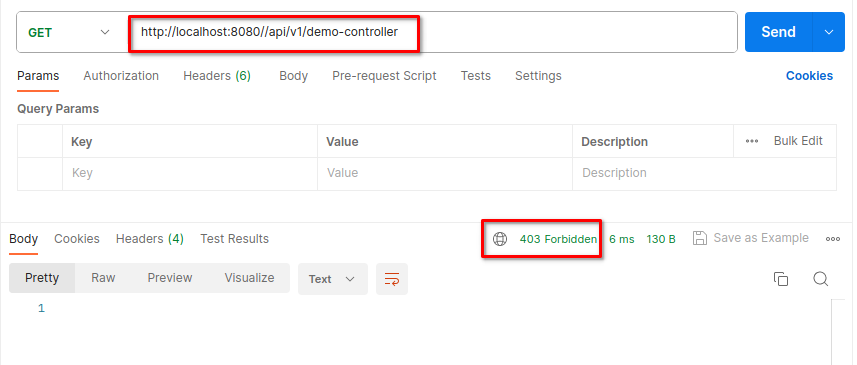 GET http://localhost:8080//api/v1/demo-controller Send
Params Authorization Headers (6) Body Pre-request Script Tests Settings Cookies
Query Params
Key Value Description Bulk Edit
Key Value Description
Body Cookies Headers (4) Test Results 403 Forbidden 6 ms 130 B Save as Example
Pretty Raw Preview Visualize Text
1